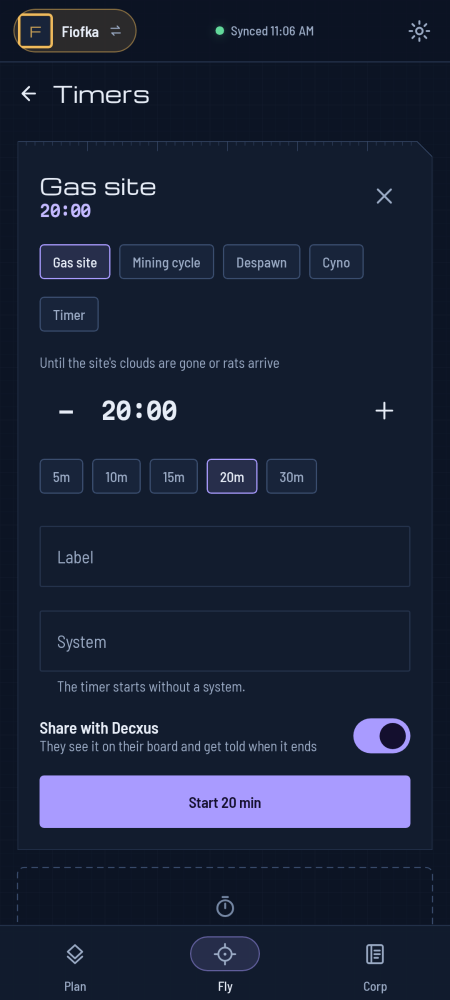 F Fiofka
Synced 11:06 AM
Timers
Gas site
20:00
Gas site Mining cycle Despawn Cyno
Timer
Until the site's clouds are gone or rats arrive
− 20:00 +
5m 10m 15m 20m 30m
Label
System
The timer starts without a system.
Share with Decxus
They see it on their board and get told when it ends
Start 20 min
Plan Fly Corp